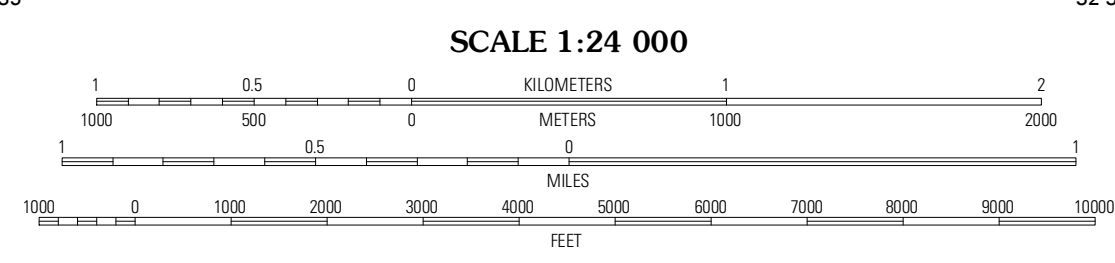 SCALE 1:24 000
1 0.5 0 KILOMETERS 1 2
1000 500 0 METERS 1000 2000
1 0.5 0 1
MILES
1000 0 1000 2000 3000 4000 5000 6000 7000 8000 9000 10000
FEET